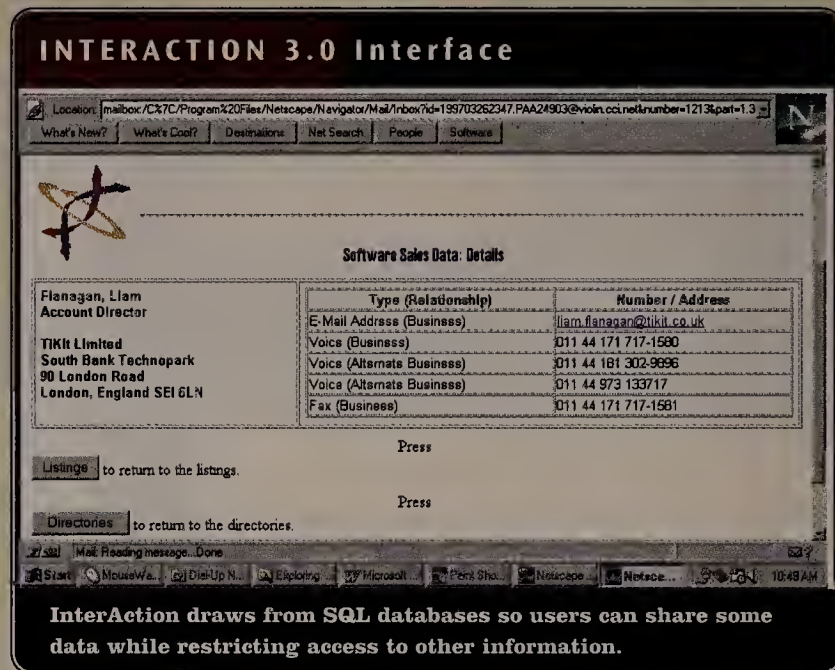 INTERACTION 3.0 Interface
Location: mailbox:/C%7C/Program%20Files/Netscape/Navigator/Mail/Inbox?id=199703262347.PAA24903@violin.cci.net&number=1213&part=1.3
What's New? What's Cool? Destinations Net Search People Software
N
Software Sales Data: Details
Flanagan, Liam
Account Director
TiKit Limited
South Bank Technopark
90 London Road
London, England SEI 6LN
Type (Relationship) Number / Address
E-Mail Address (Business) liam.flanagan@tikit.co.uk
Voice (Business) 011 44 171 717-1580
Voice (Alternate Business) 011 44 181 302-9896
Voice (Alternate Business) 011 44 973 133717
Fax (Business) 011 44 171 717-1581
Press
Listings to return to the listings.
Press
Directories to return to the directories.
Mail: Reading message...Done
Start MouseWa... Dial-Up N... Exploring ... Microsoft ... Paint Sho... Netscape ... Netsce... 10:49 AM
InterAction draws from SQL databases so users can share some
data while restricting access to other information.